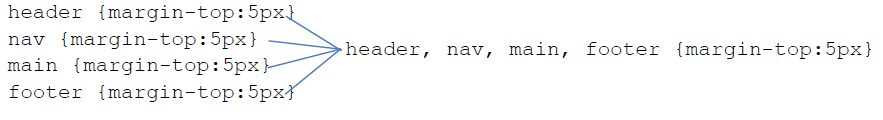 header {margin-top:5px}
nav {margin-top:5px}
main {margin-top:5px}
footer {margin-top:5px}
header, nav, main, footer {margin-top:5px}